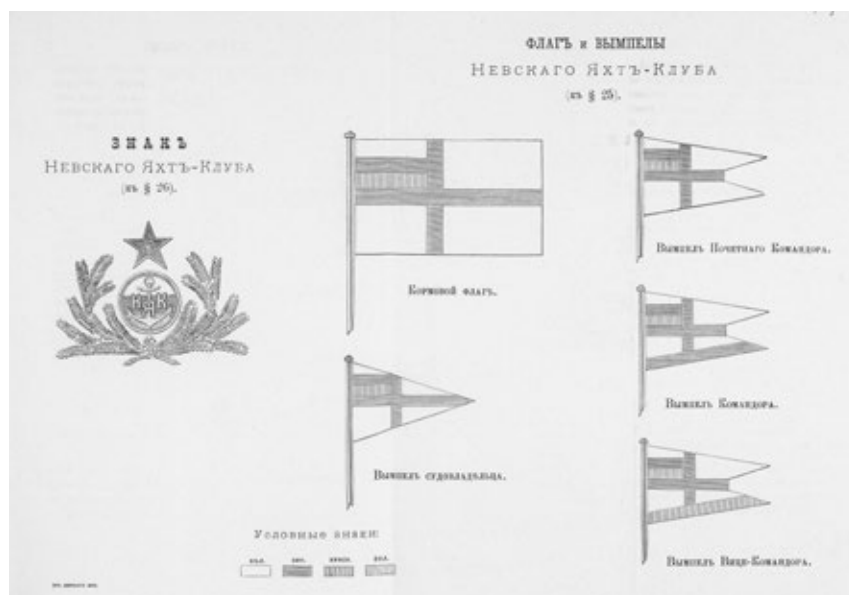 ФЛАГЪ и ВЫМПЕЛЫ
НЕВСКАГО ЯХТЪ-КЛУБА
(къ § 25).
ЗНАКЪ
НЕВСКАГО ЯХТЪ-КЛУБА
(къ § 26).
Н Я К
Кормовой флагъ.
Вымпелъ судовладѣльца.
Вымпелъ Почетнаго Командора.
Вымпелъ Командора.
Вымпелъ Вице-Командора.
Условные знаки: